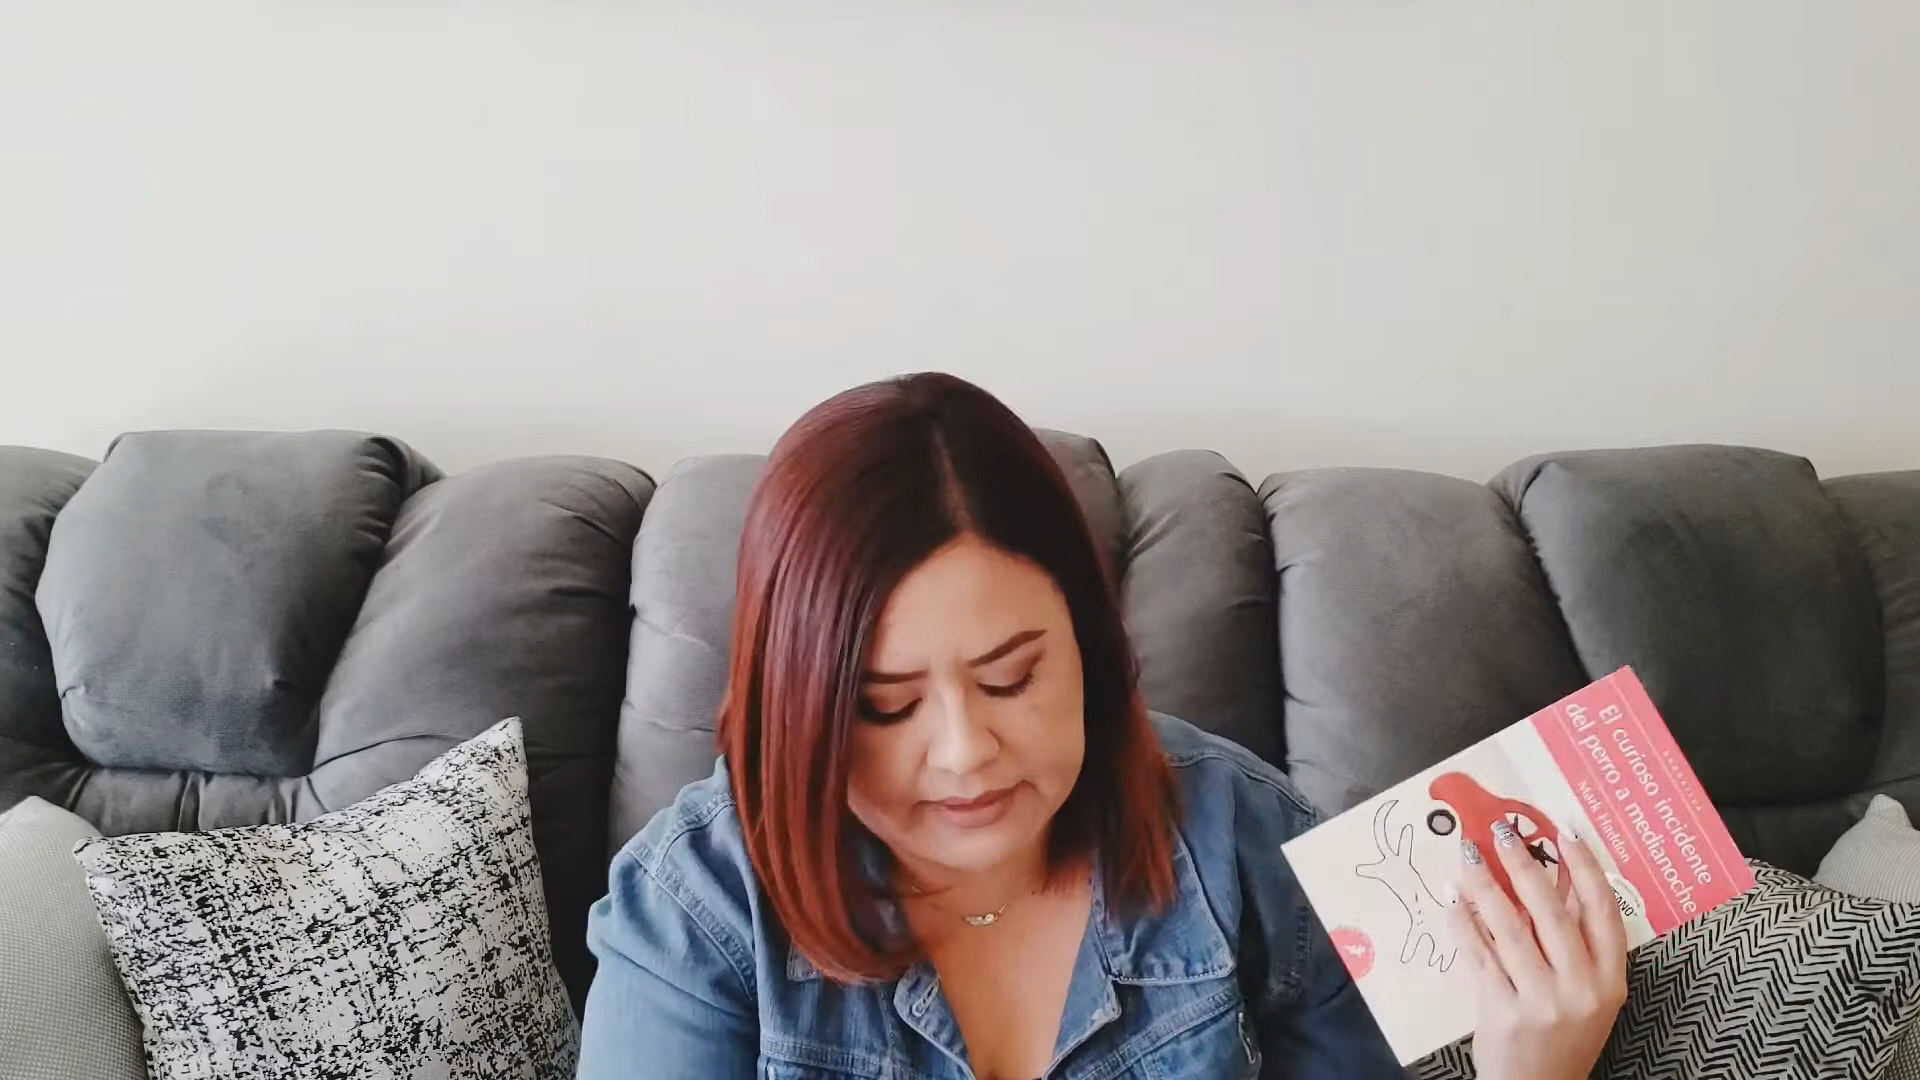 El curioso incidente
del perro a medianoche
Mark Haddon